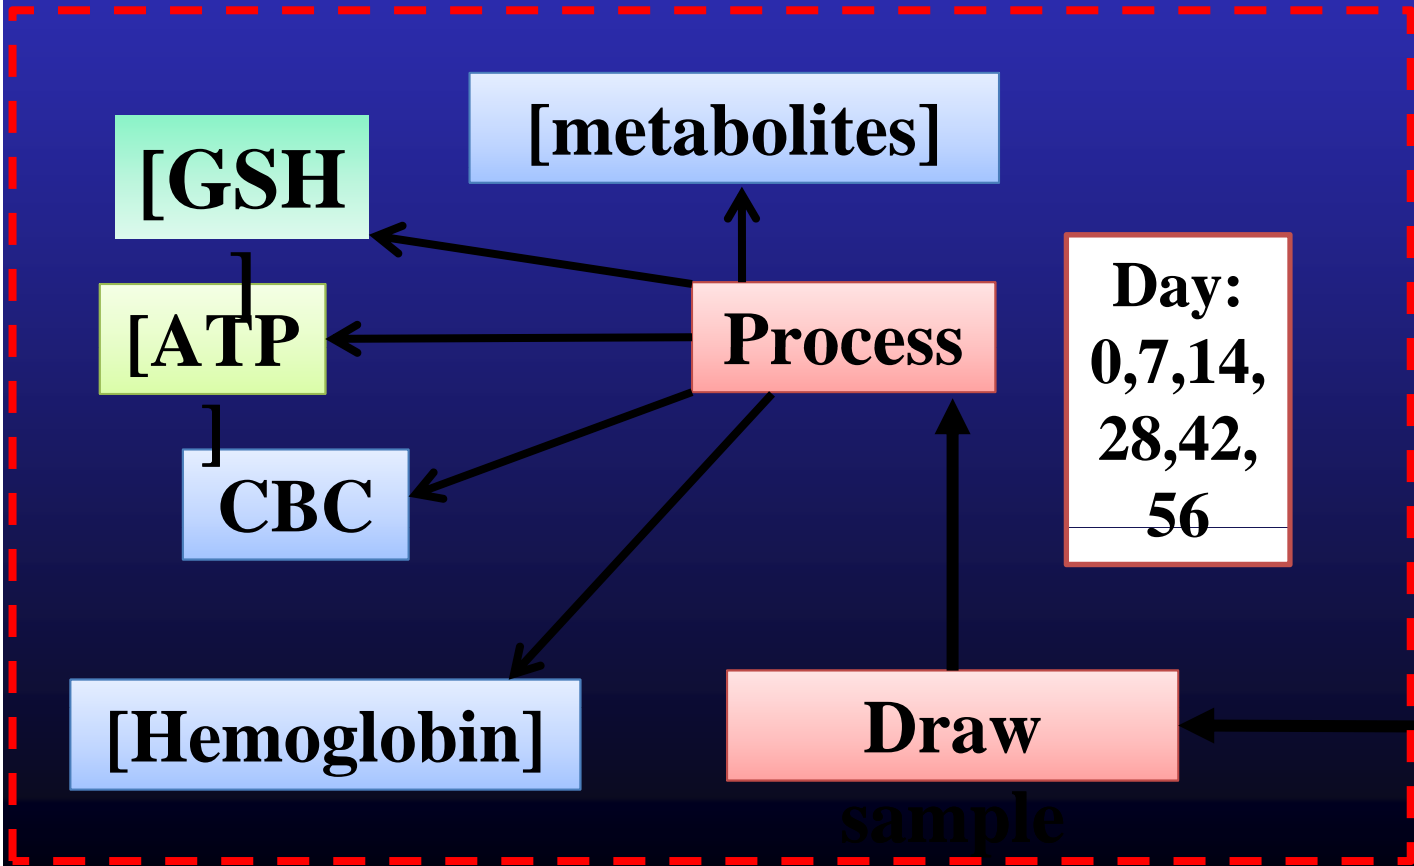 [metabolites]
[GSH
]
[ATP
]
CBC
[Hemoglobin]
Process
Day:
0,7,14,
28,42,
56
Draw
sample